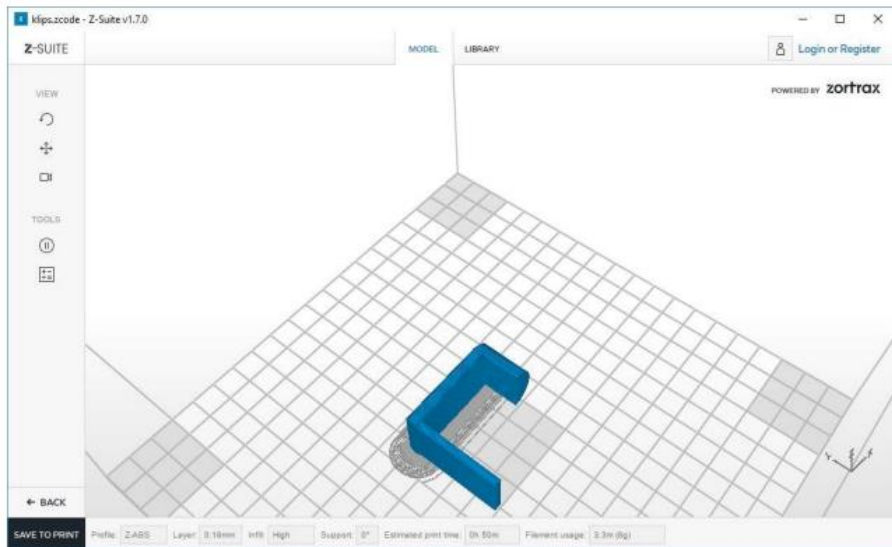 klips.zcode - Z-Suite v1.7.0
Z-SUITE
MODEL
LIBRARY
Login or Register
POWERED BY zortrax
VIEW
TOOLS
Y
Z
X
← BACK
SAVE TO PRINT
Profile: Z-ABS Layer: 0.19mm Infill: High Support: 0° Estimated print time: 0h 50m Filament usage: 3.3m (8g)